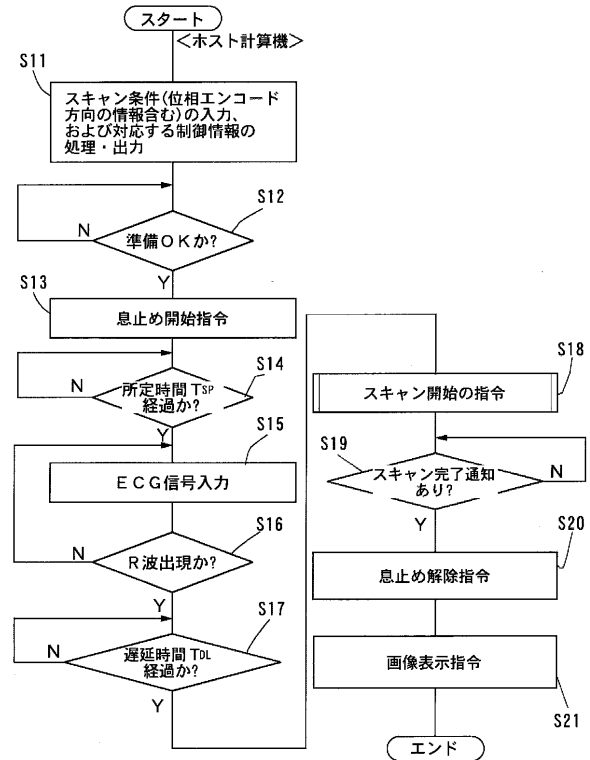 スタート
<ホスト計算機>
S11
スキャン条件(位相エンコード
方向の情報含む)の入力、
および対応する制御情報の
処理・出力
S12
準備OKか?
N
Y
S13
息止め開始指令
S14
所定時間TSP
経過か?
N
Y
S15
ECG信号入力
S16
R波出現か?
N
Y
S17
遅延時間TDL
経過か?
N
Y
S18
スキャン開始の指令
S19
スキャン完了通知
あり?
N
Y
S20
息止め解除指令
画像表示指令
S21
エンド